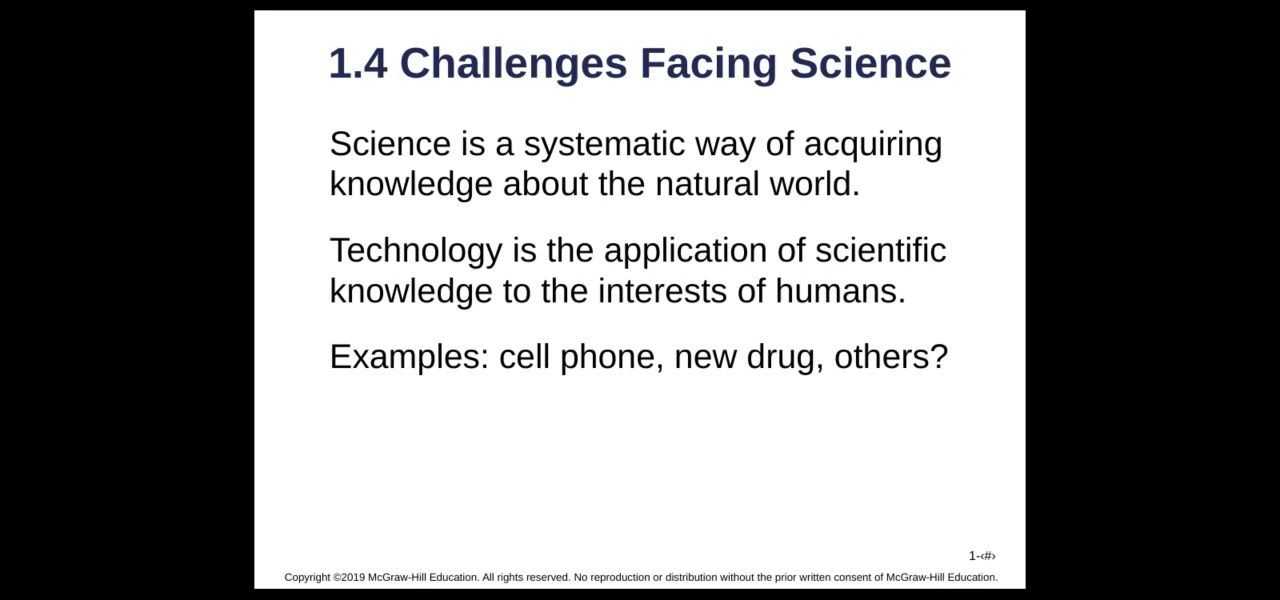 1.4 Challenges Facing Science
Science is a systematic way of acquiring
knowledge about the natural world.
Technology is the application of scientific
knowledge to the interests of humans.
Examples: cell phone, new drug, others?
1-‹#›
Copyright ©2019 McGraw-Hill Education. All rights reserved. No reproduction or distribution without the prior written consent of McGraw-Hill Education.